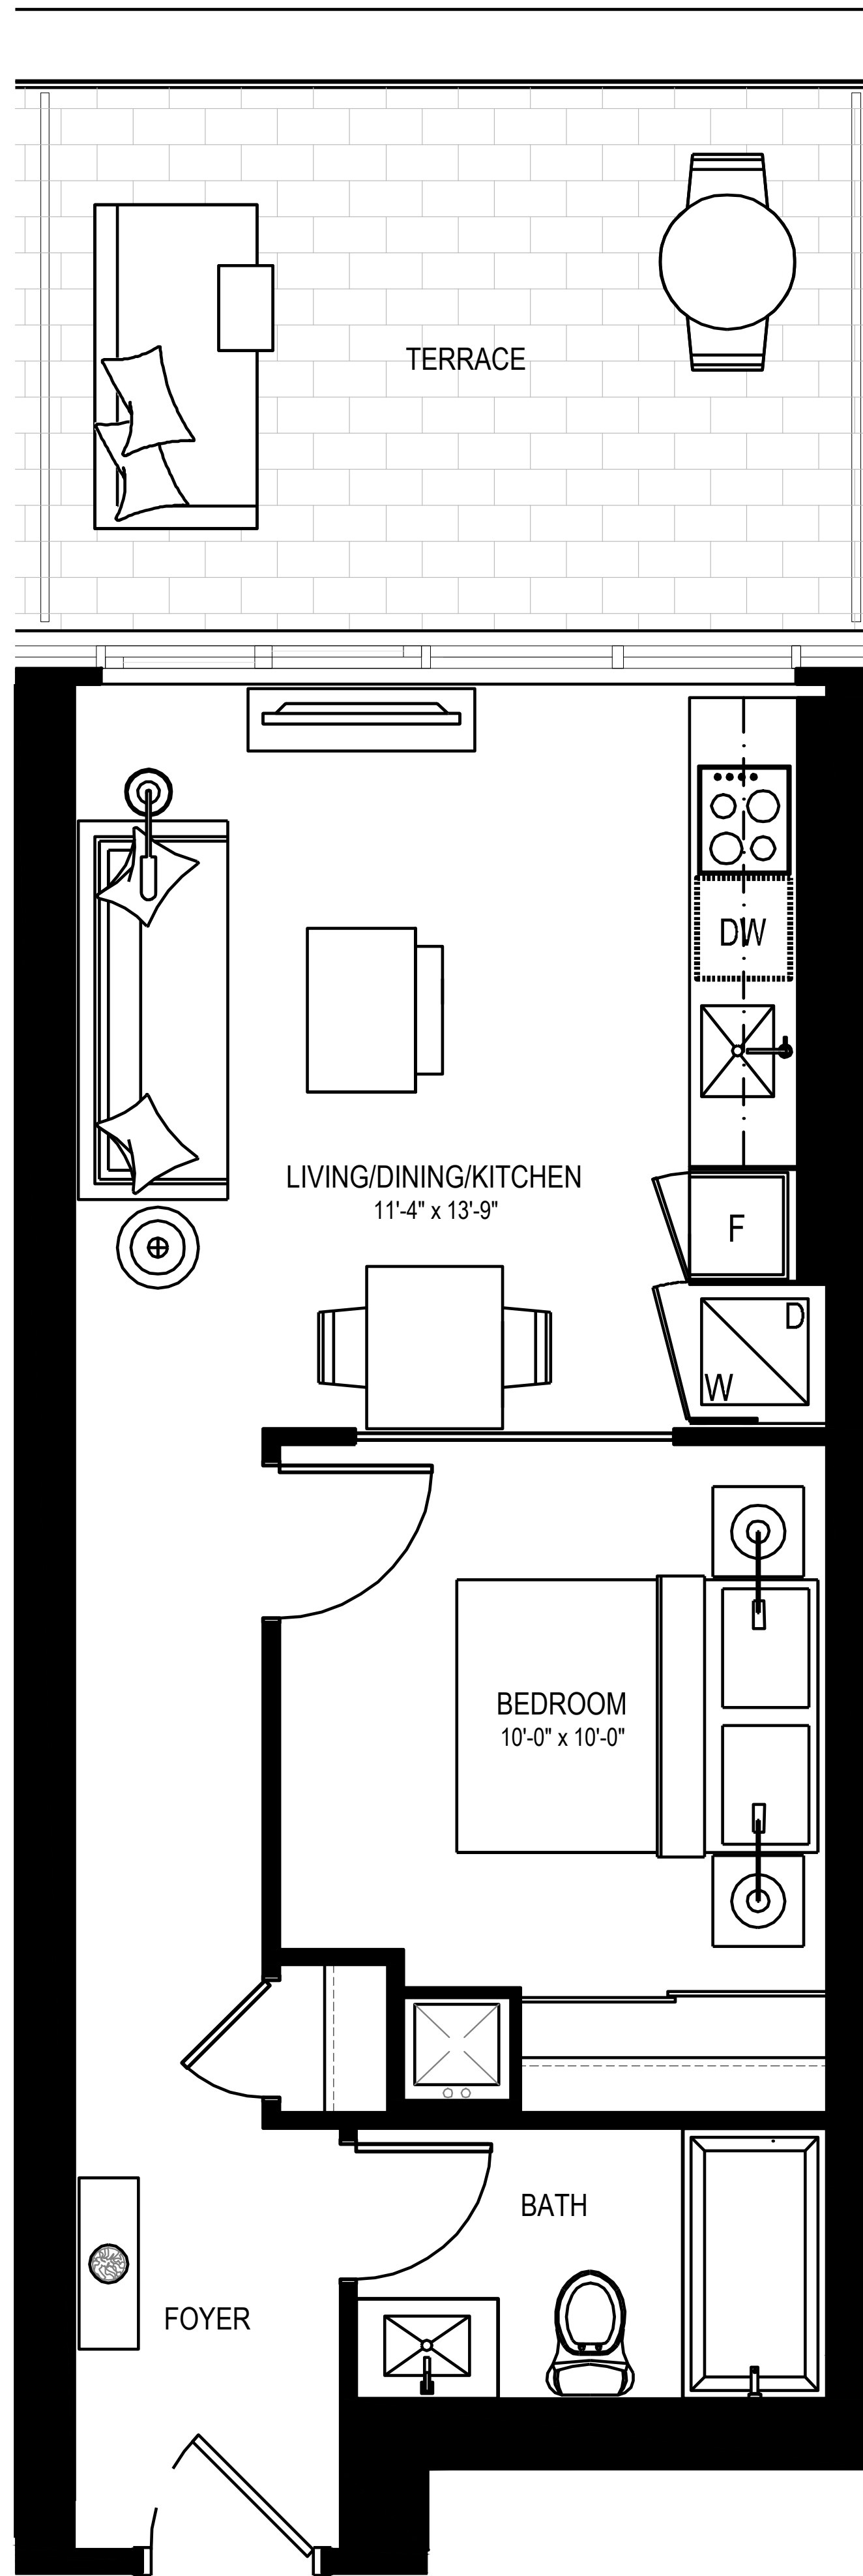 TERRACE
DW
LIVING/DINING/KITCHEN
11'-4" x 13'-9"
F
D
W
BEDROOM
10'-0" x 10'-0"
BATH
FOYER